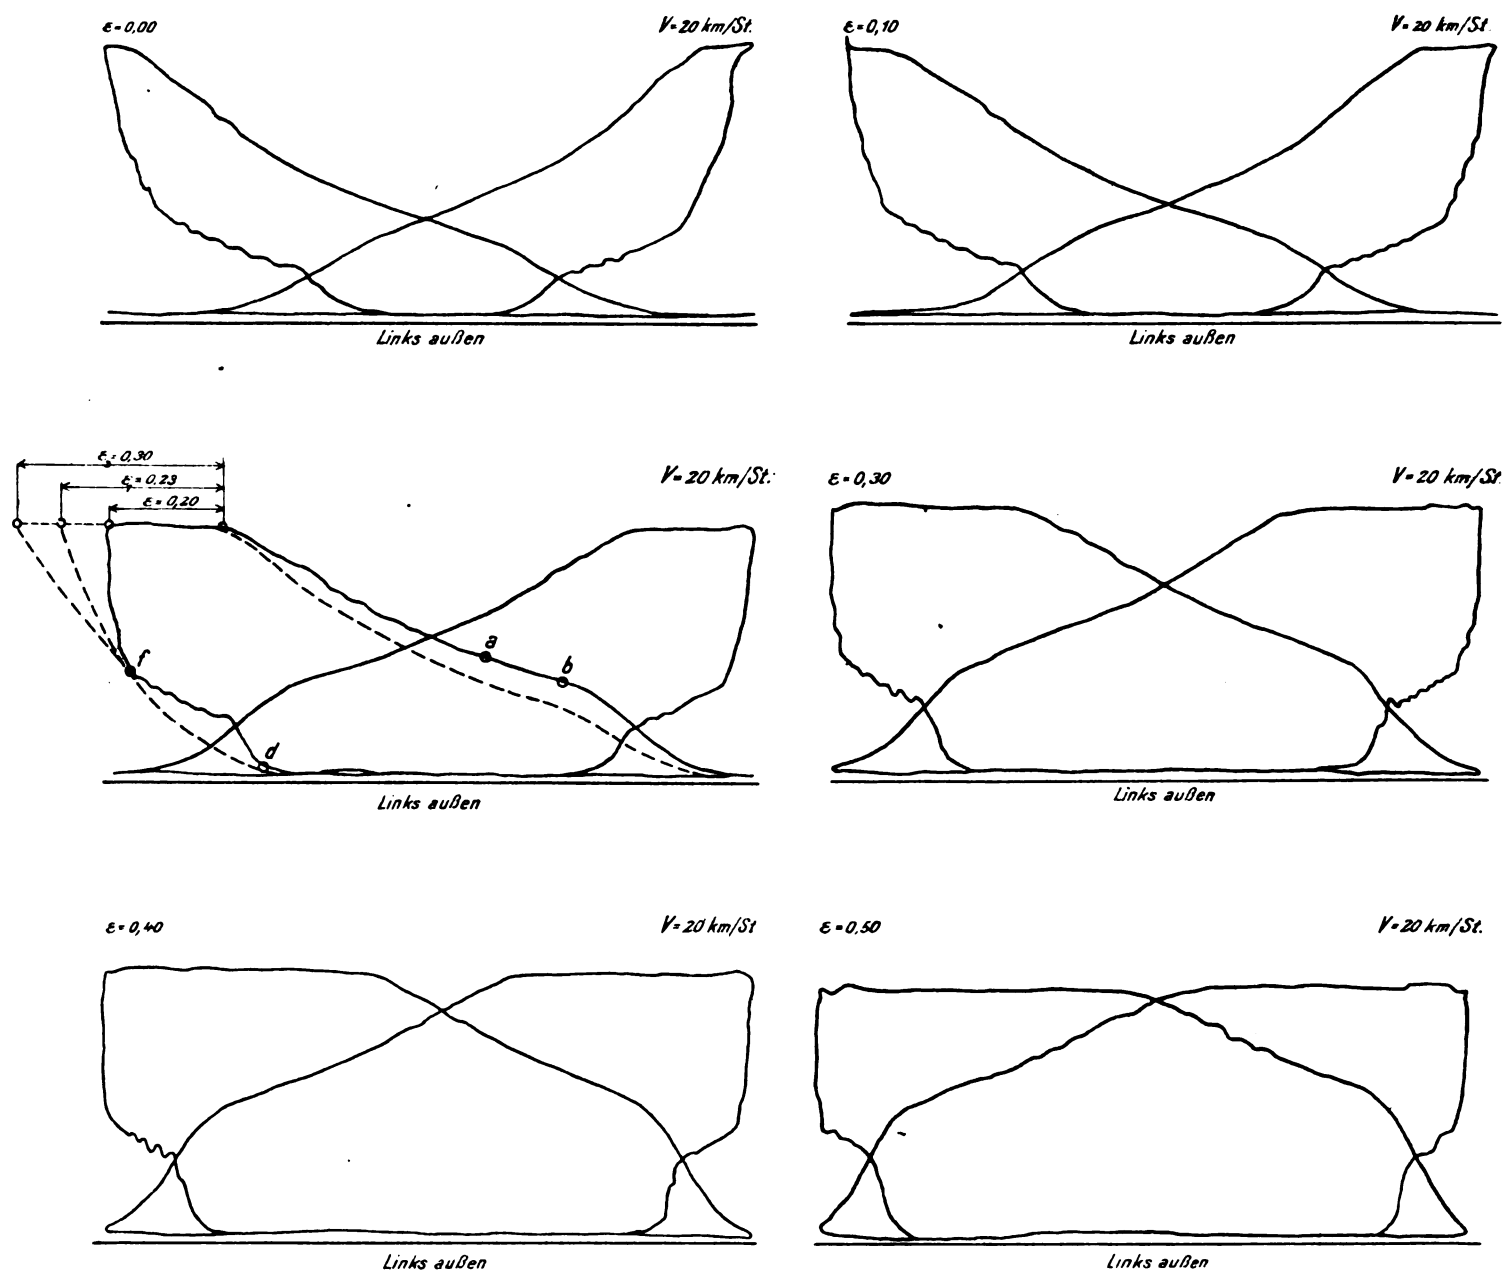 ε=0,00
V=20 km/St.
ε=0,10
V=20 km/St.
Links außen
Links außen
ε=0,30
ε=0,23
ε=0,20
V=20 km/St.
ε=0,30
V=20 km/St.
a
b
f
d
Links außen
Links außen
ε=0,40
V=20 km/St
ε=0,50
V=20 km/St.
Links außen
Links außen